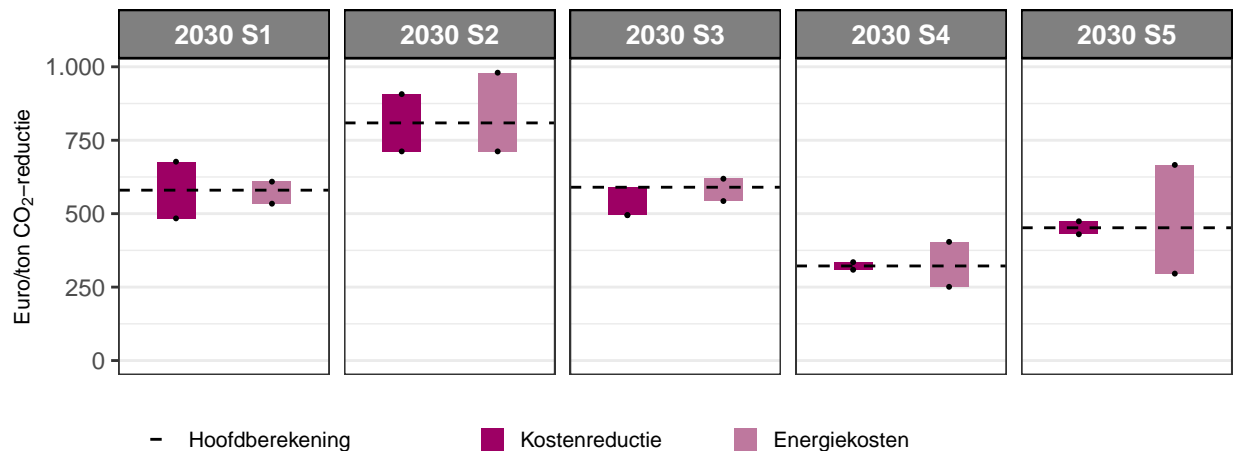 2030 S1 2030 S2 2030 S3 2030 S4 2030 S5
Euro/ton CO₂−reductie
1.000
750
500
250
0
Hoofdberekening Kostenreductie Energiekosten